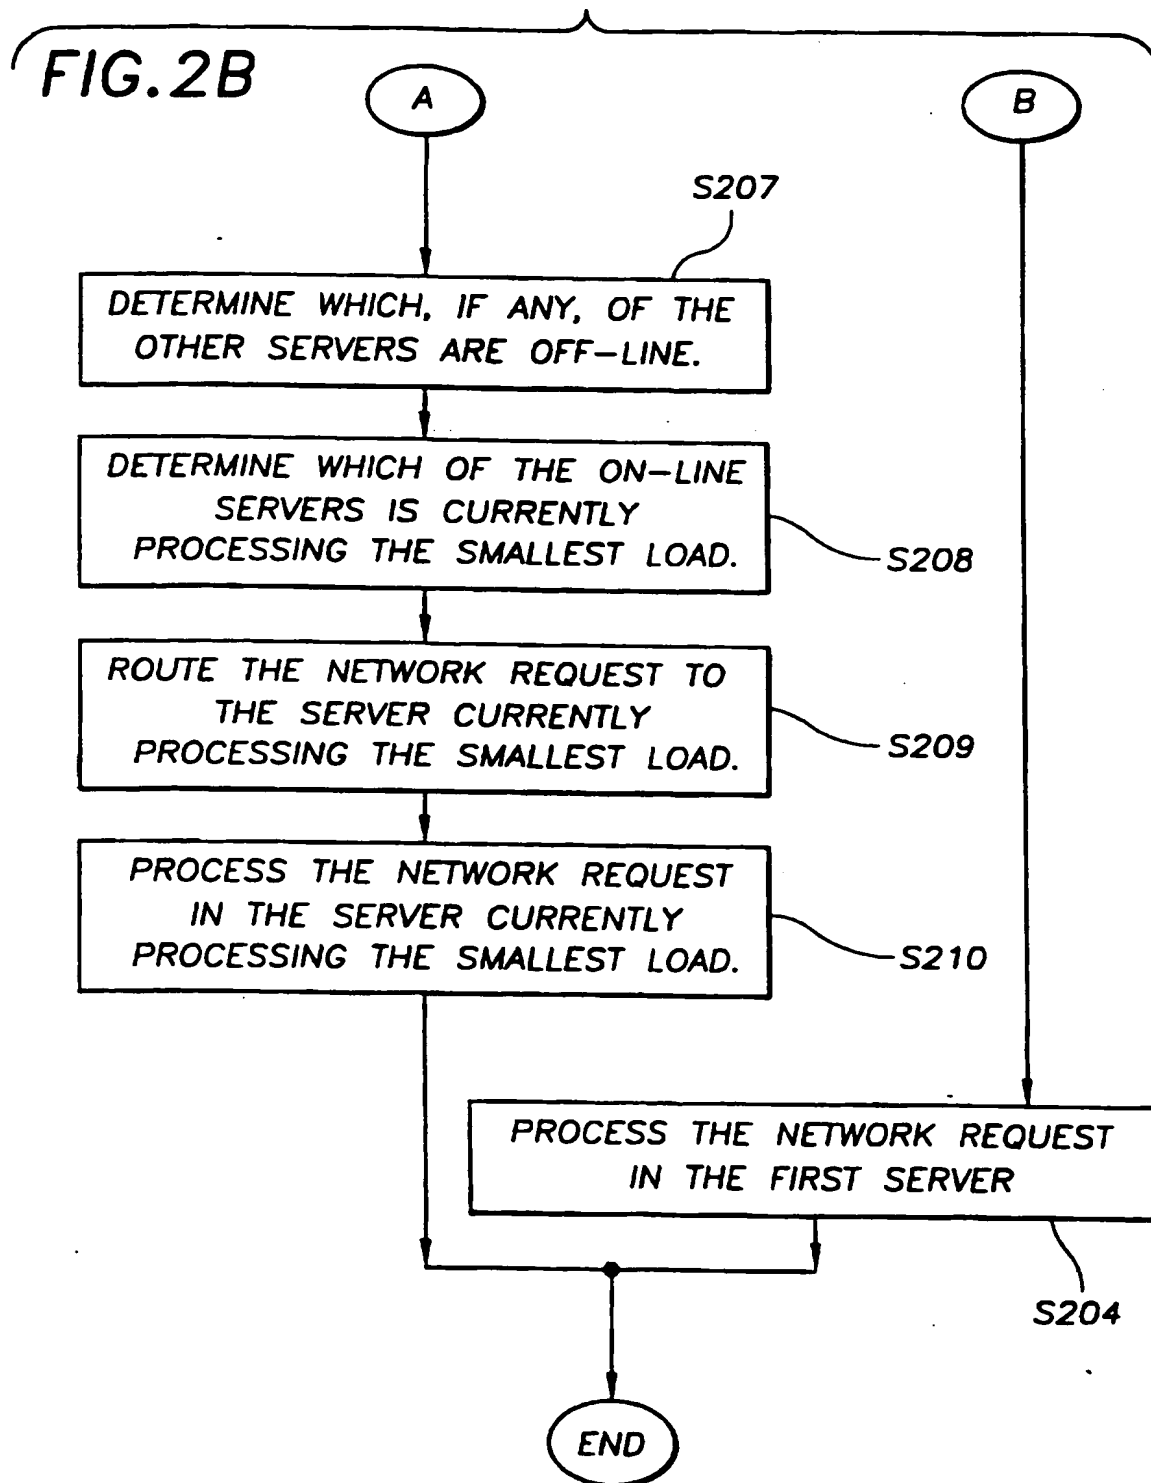 FIG.2B
A
B
S207
DETERMINE WHICH, IF ANY, OF THE
OTHER SERVERS ARE OFF-LINE.
DETERMINE WHICH OF THE ON-LINE
SERVERS IS CURRENTLY
PROCESSING THE SMALLEST LOAD.
S208
ROUTE THE NETWORK REQUEST TO
THE SERVER CURRENTLY
PROCESSING THE SMALLEST LOAD.
S209
PROCESS THE NETWORK REQUEST
IN THE SERVER CURRENTLY
PROCESSING THE SMALLEST LOAD.
S210
PROCESS THE NETWORK REQUEST
IN THE FIRST SERVER
S204
END